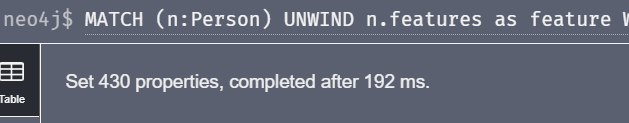 neo4j$ MATCH (n:Person) UNWIND n.features as feature
Set 430 properties, completed after 192 ms.
Table